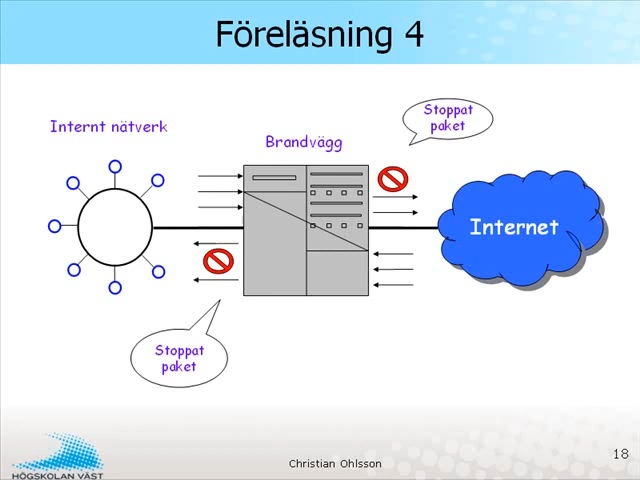 Föreläsning 4
Stoppat
paket
Internt nätverk
Brandvägg
Internet
Stoppat
paket
18
Christian Ohlsson
HÖGSKOLAN VÄST